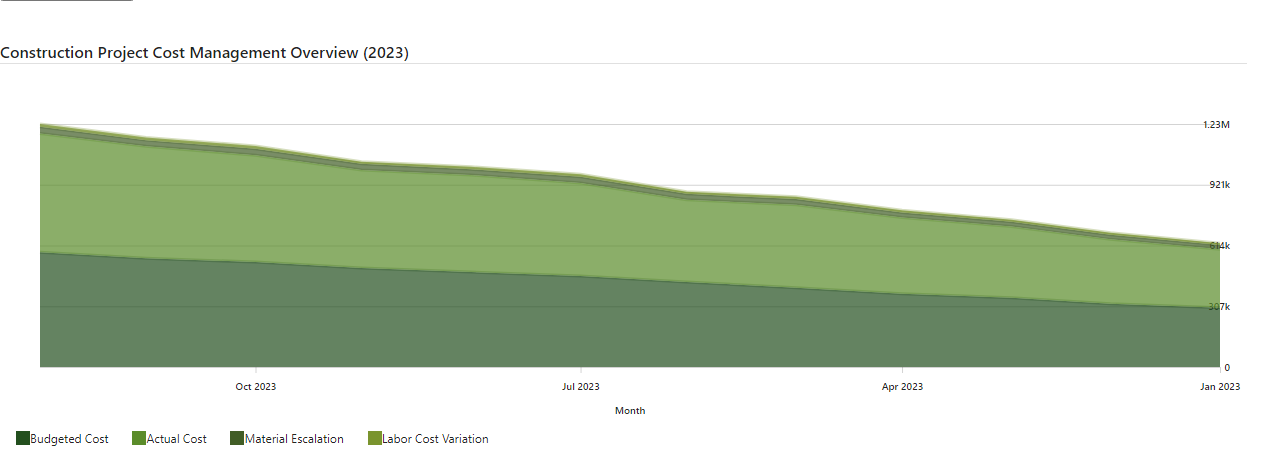 Construction Project Cost Management Overview (2023)
1.23M
921k
614k
307k
0
Oct 2023 Jul 2023 Apr 2023 Jan 2023
Month
Budgeted Cost Actual Cost Material Escalation Labor Cost Variation